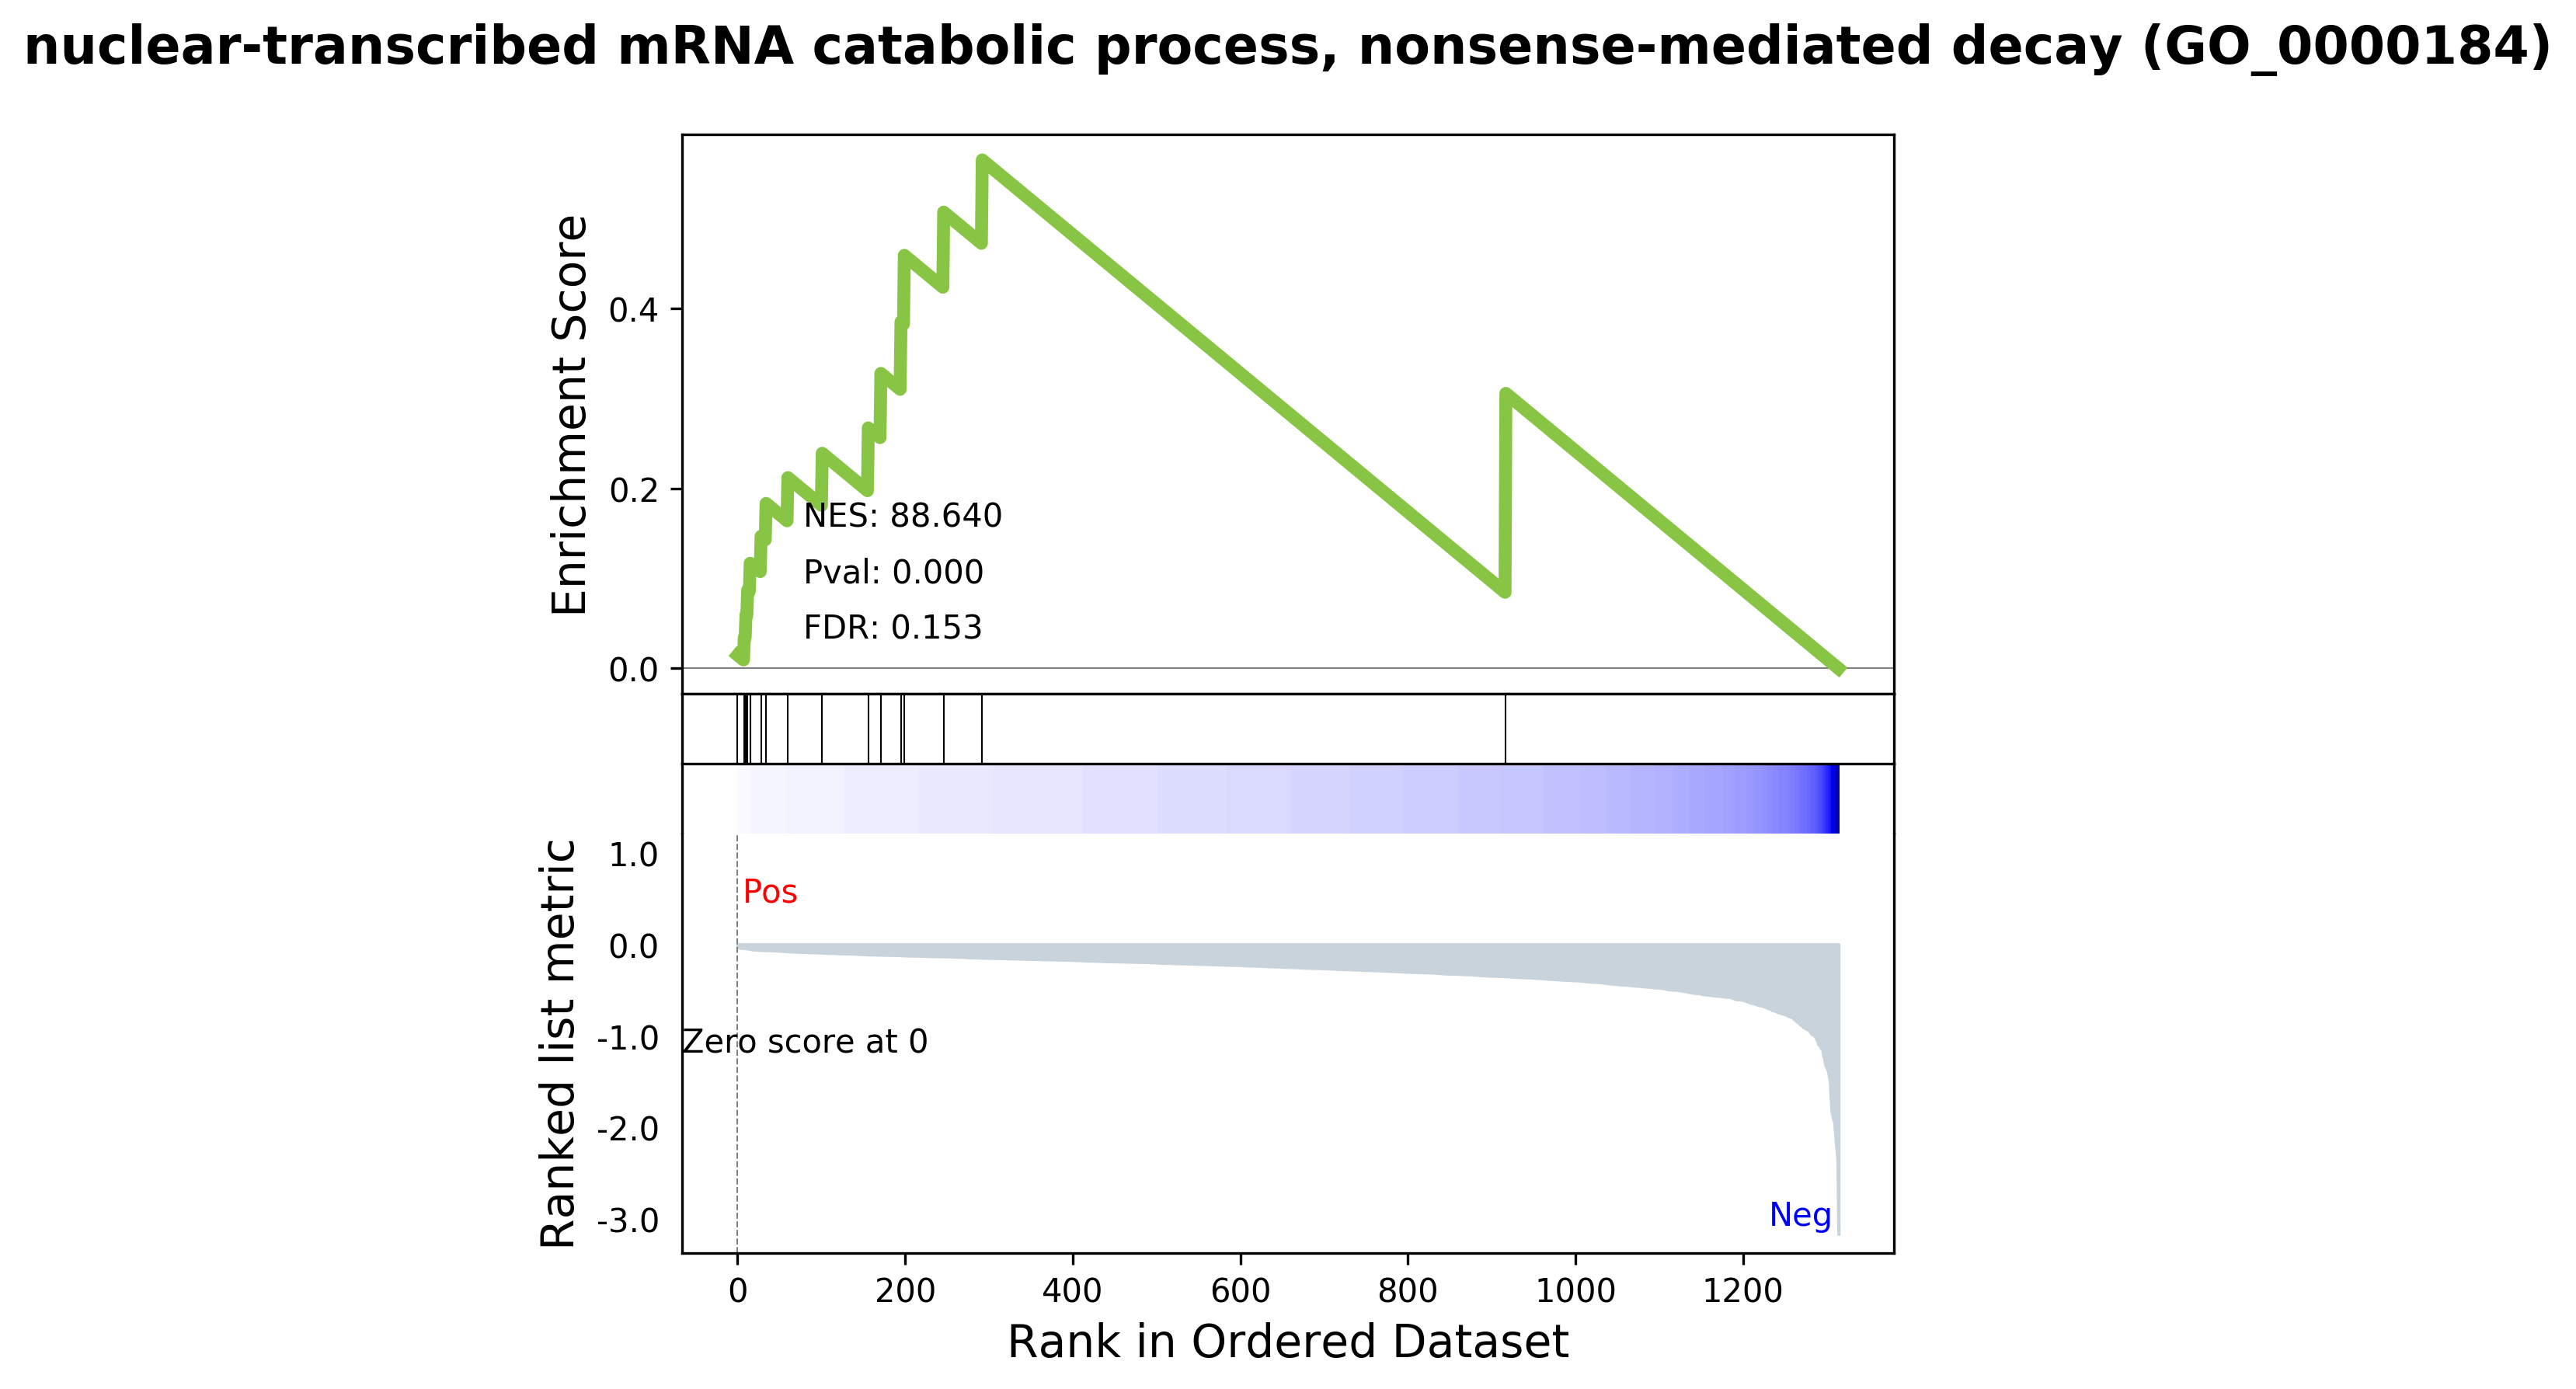 nuclear-transcribed mRNA catabolic process, nonsense-mediated decay (GO_0000184)
Enrichment Score
0.4
0.2
0.0
NES: 88.640
Pval: 0.000
FDR: 0.153
Ranked list metric
1.0
0.0
-1.0
-2.0
-3.0
Pos
Zero score at 0
Neg
0 200 400 600 800 1000 1200
Rank in Ordered Dataset